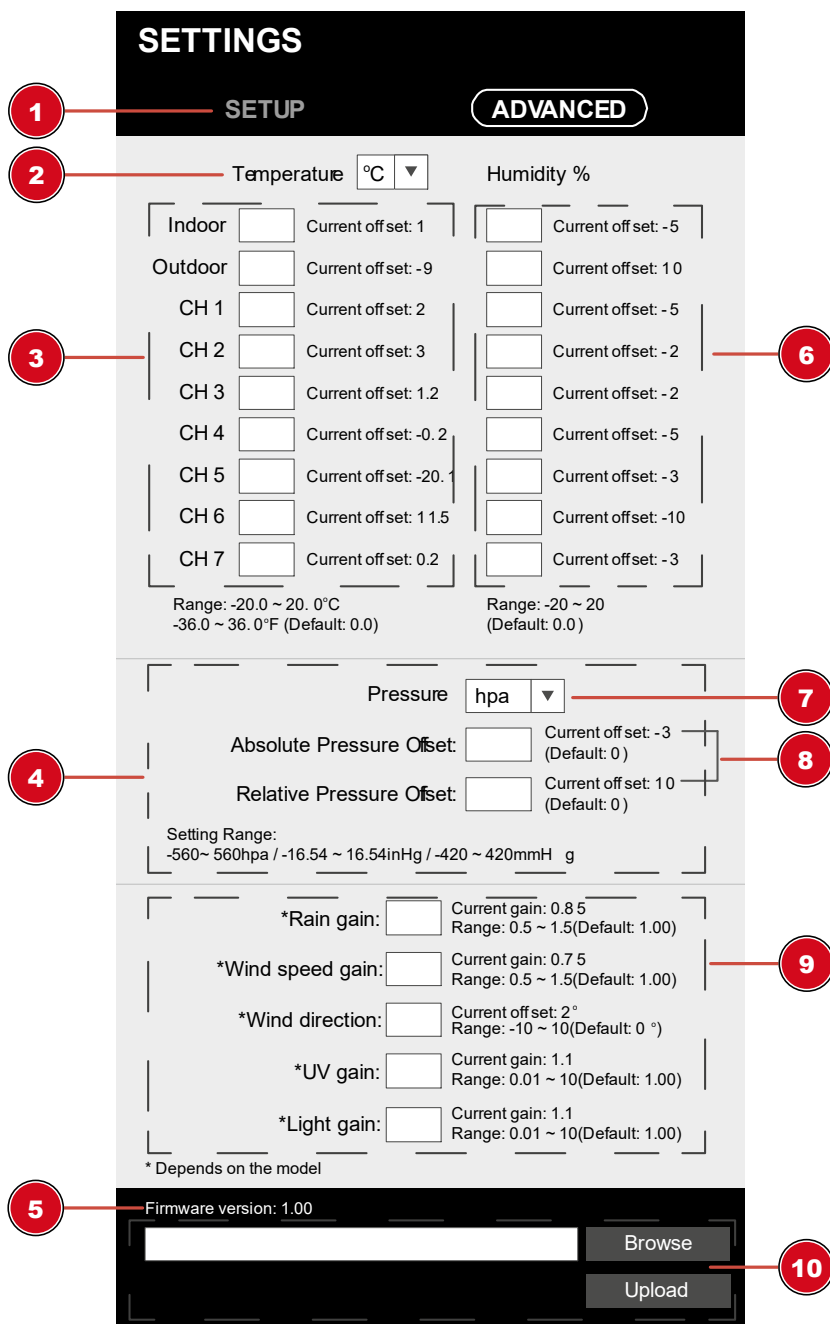 SETTINGS
1
SETUP
ADVANCED
2
Temperature °C ▼ Humidity %
Indoor Current offset: 1 Current offset: -5
Outdoor Current offset: -9 Current offset: 10
CH 1 Current offset: 2 Current offset: -5
3 CH 2 Current offset: 3 Current offset: -2 6
CH 3 Current offset: 1.2 Current offset: -2
CH 4 Current offset: -0.2 Current offset: -5
CH 5 Current offset: -20.1 Current offset: -3
CH 6 Current offset: 11.5 Current offset: -10
CH 7 Current offset: 0.2 Current offset: -3
Range: -20.0 ~ 20.0°C
-36.0 ~ 36.0°F (Default: 0.0)
Range: -20 ~ 20
(Default: 0.0)
Pressure hpa ▼ 7
4
Absolute Pressure Offset: Current offset: -3
(Default: 0)
8
Relative Pressure Offset: Current offset: 10
(Default: 0)
Setting Range:
-560~ 560hpa / -16.54 ~ 16.54inHg / -420 ~ 420mmHg
*Rain gain: Current gain: 0.85
Range: 0.5 ~ 1.5(Default: 1.00)
*Wind speed gain: Current gain: 0.75
Range: 0.5 ~ 1.5(Default: 1.00)
9
*Wind direction: Current offset: 2°
Range: -10 ~ 10(Default: 0 °)
*UV gain: Current gain: 1.1
Range: 0.01 ~ 10(Default: 1.00)
*Light gain: Current gain: 1.1
Range: 0.01 ~ 10(Default: 1.00)
* Depends on the model
5
Firmware version: 1.00
Browse
10
Upload